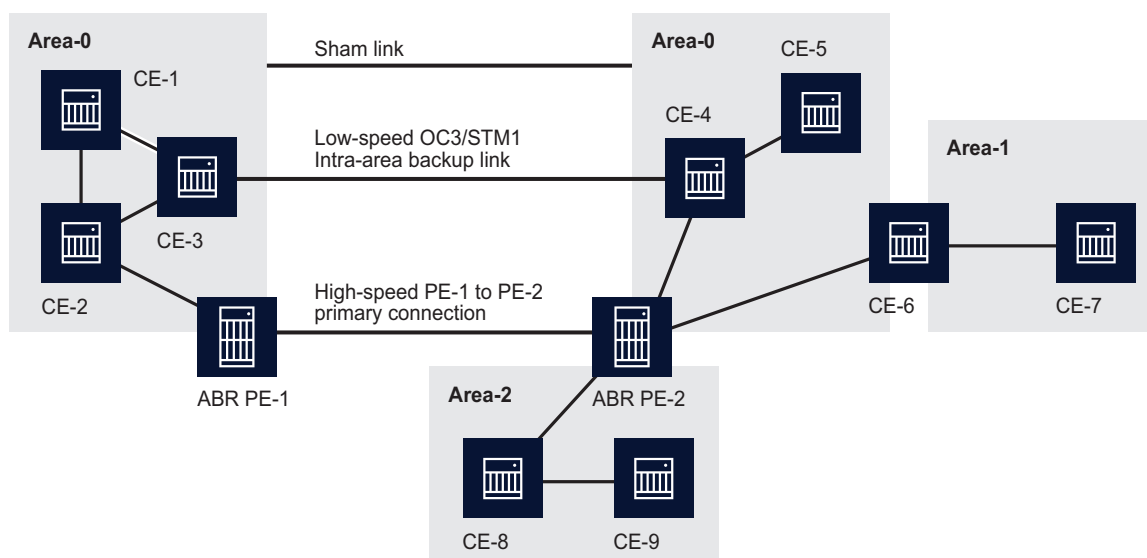 Area-0
Sham link
Area-0
CE-5
CE-1
CE-4
Low-speed OC3/STM1
Intra-area backup link
Area-1
CE-3
CE-2
High-speed PE-1 to PE-2
primary connection
CE-6
CE-7
ABR PE-1
Area-2
ABR PE-2
CE-8
CE-9